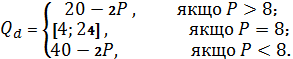 Q_d = { 20 − 2P, якщо P > 8;
[4; 24], якщо P = 8;
40 − 2P, якщо P < 8.